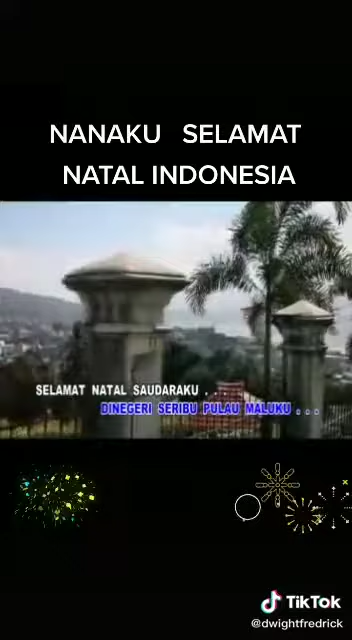 NANAKU SELAMAT
NATAL INDONESIA
SELAMAT NATAL SAUDARAKU . .
DINEGERI SERIBU PULAU MALUKU . . .
TikTok
@dwightfredrick